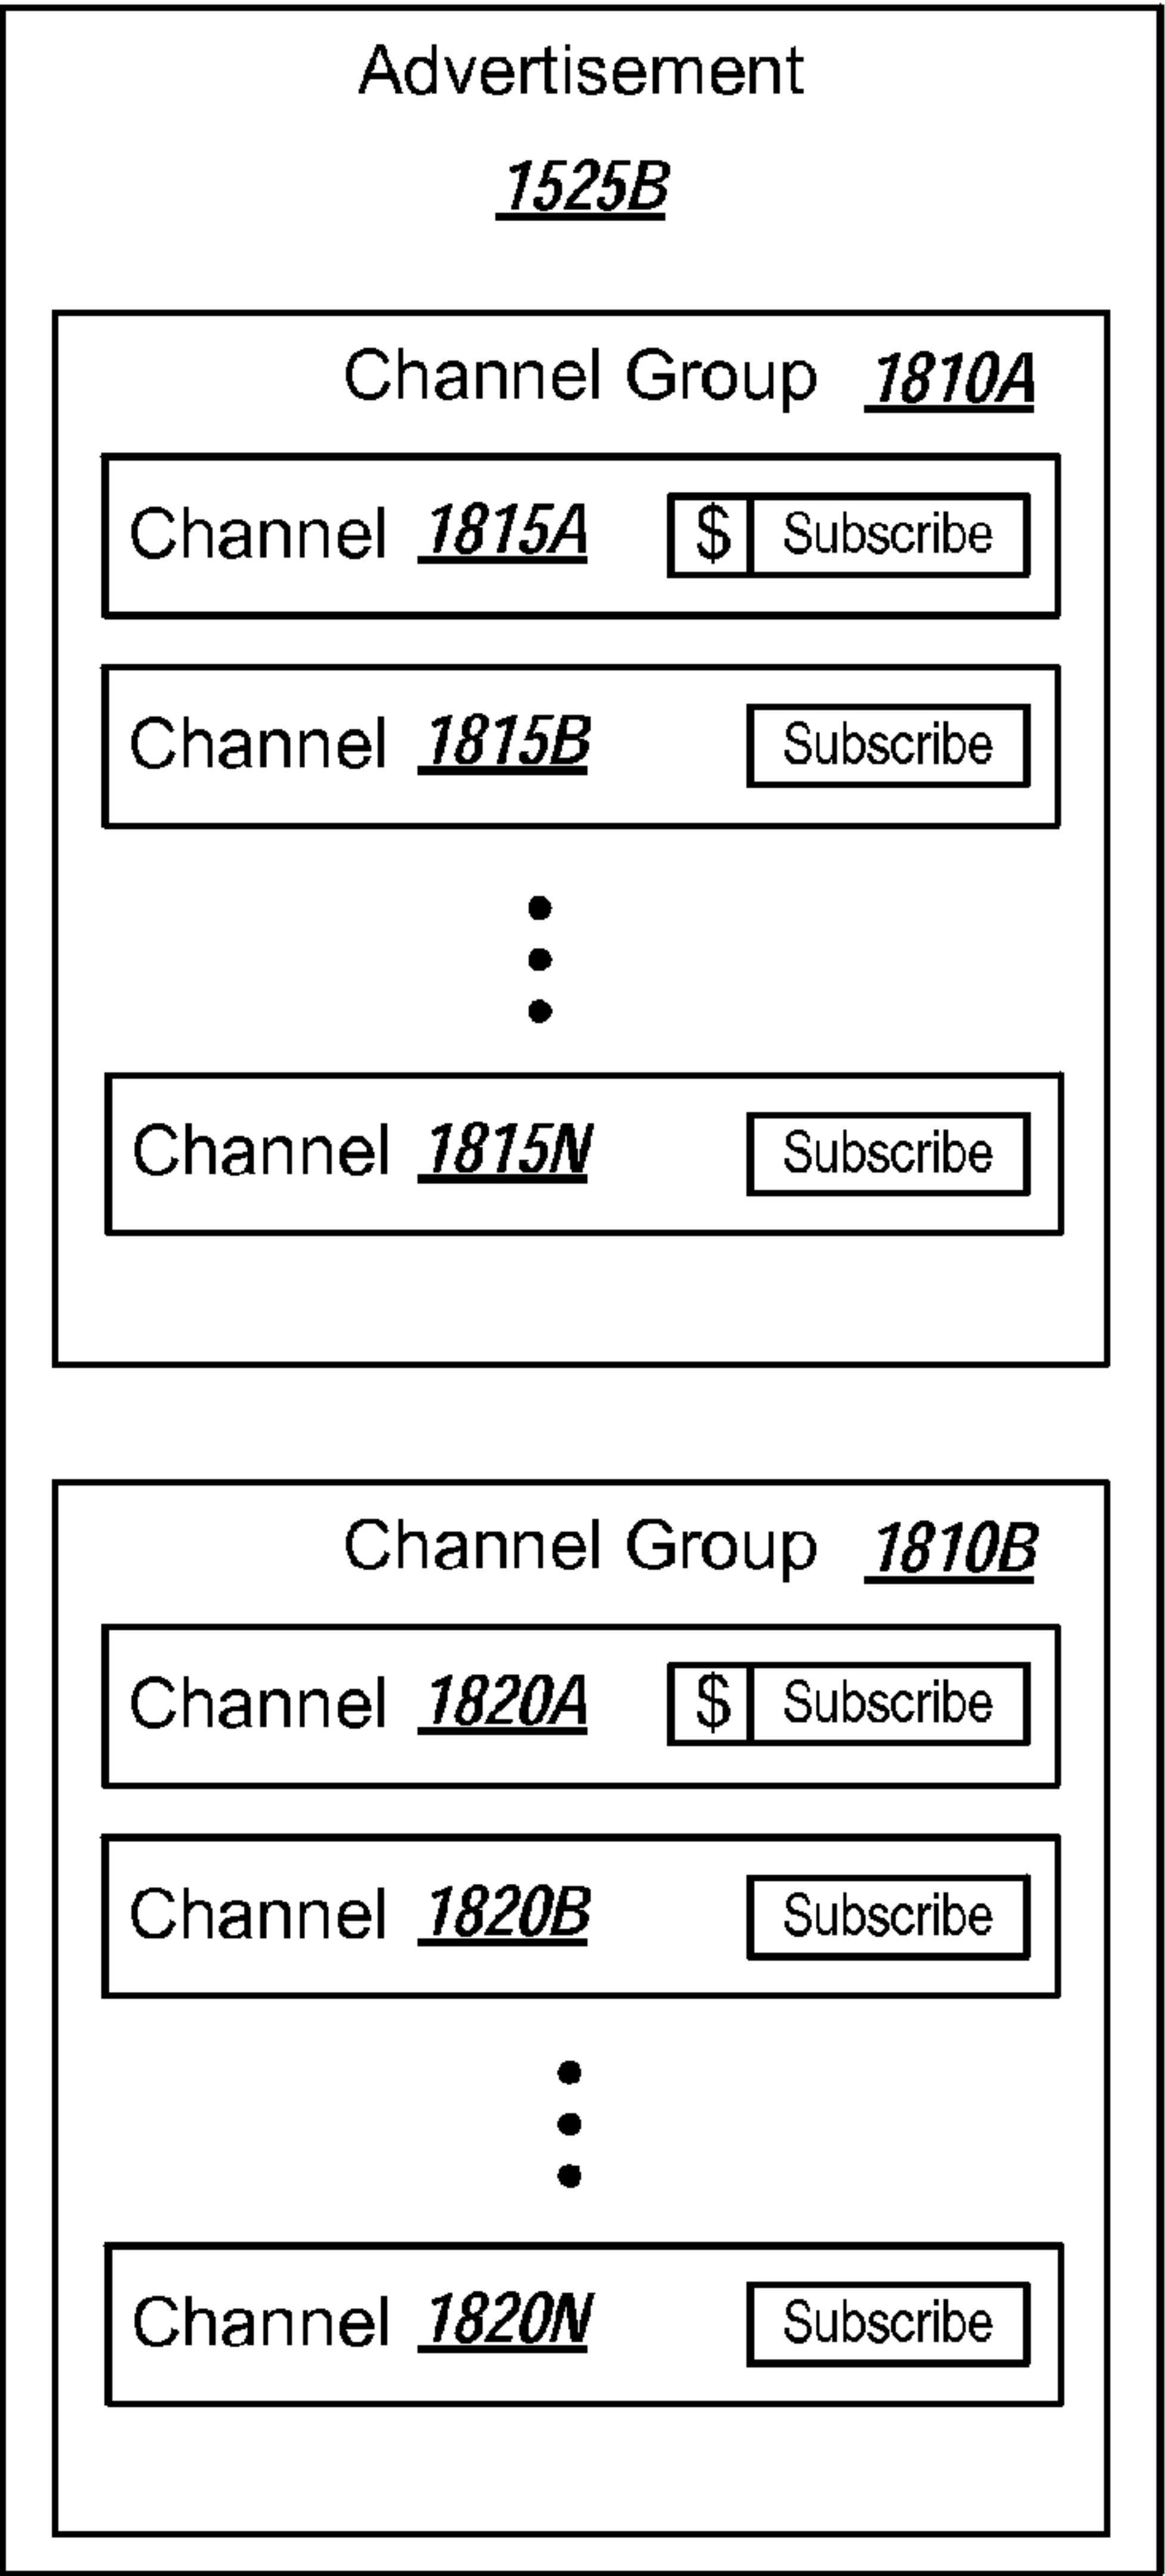 Advertisement
1525B
Channel Group 1810A
Channel 1815A $ Subscribe
Channel 1815B Subscribe
Channel 1815N Subscribe
Channel Group 1810B
Channel 1820A $ Subscribe
Channel 1820B Subscribe
Channel 1820N Subscribe